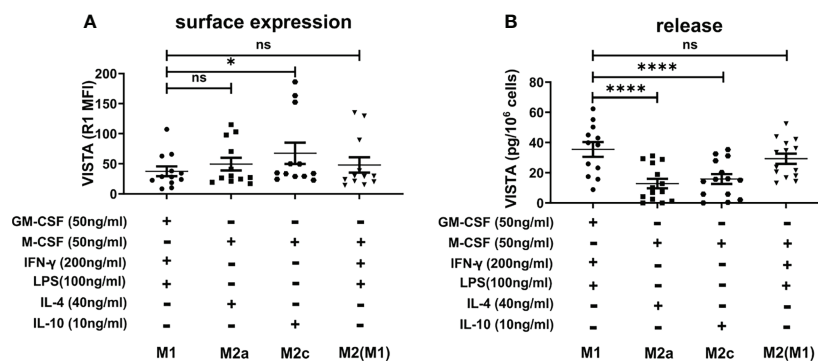 A surface expression
ns
*
ns
VISTA (R1 MFI)
200
150
100
50
0
GM-CSF (50ng/ml) + - - -
M-CSF (50ng/ml) - + + +
IFN-γ (200ng/ml) + - - +
LPS(100ng/ml) + - - +
IL-4 (40ng/ml) - + - -
IL-10 (10ng/ml) - - + -
M1 M2a M2c M2(M1)
B release
ns
****
****
VISTA (pg/10⁶ cells)
80
60
40
20
0
GM-CSF (50ng/ml) + - - -
M-CSF (50ng/ml) - + + +
IFN-γ (200ng/ml) + - - +
LPS(100ng/ml) + - - +
IL-4 (40ng/ml) - + - -
IL-10 (10ng/ml) - - + -
M1 M2a M2c M2(M1)